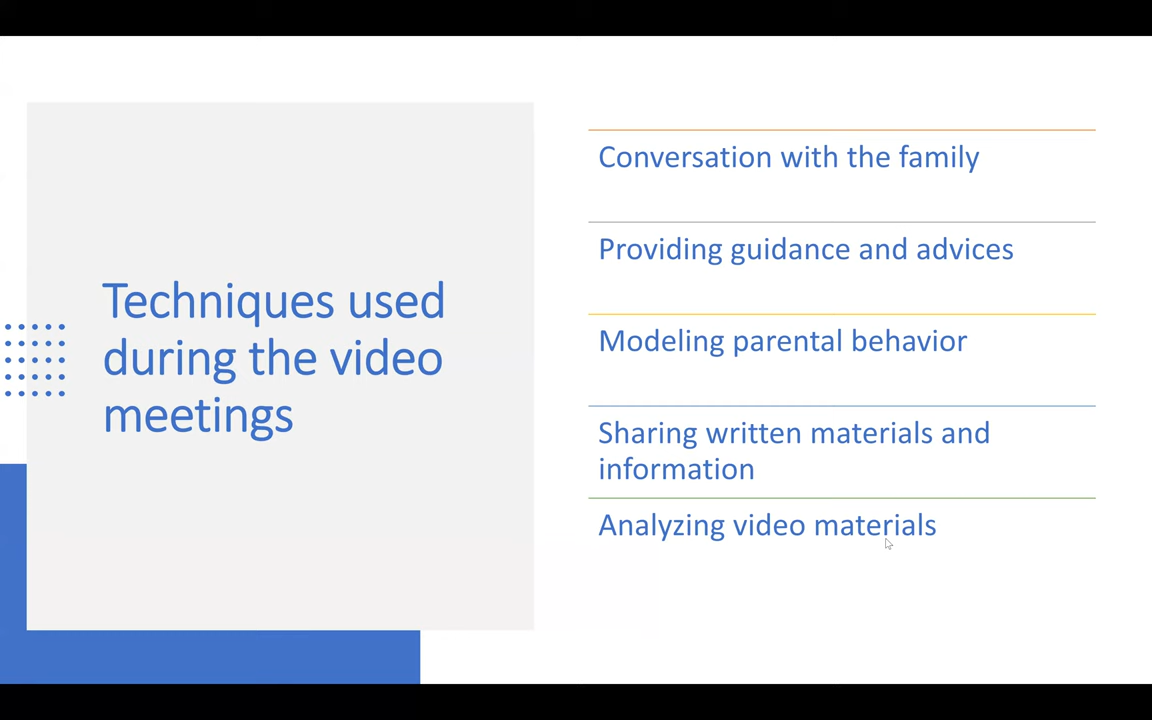 Techniques used
during the video
meetings
Conversation with the family
Providing guidance and advices
Modeling parental behavior
Sharing written materials and
information
Analyzing video materials